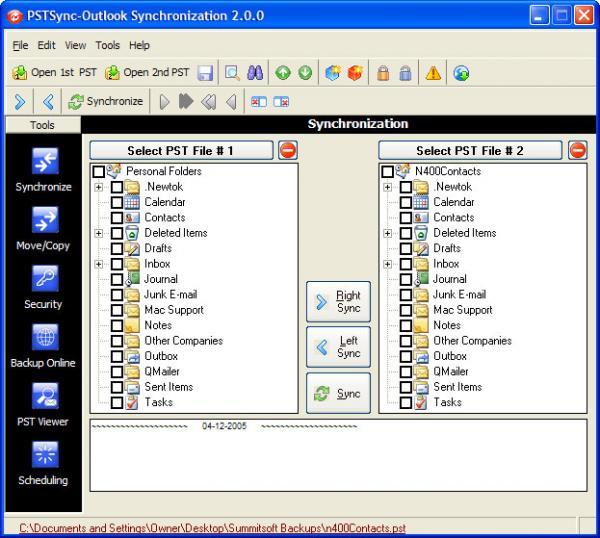 PSTSync-Outlook Synchronization 2.0.0
File Edit View Tools Help
Open 1st PST Open 2nd PST
Synchronize
Tools
Synchronization
Synchronize
Move/Copy
Security
Backup Online
PST Viewer
Scheduling
Select PST File # 1
Personal Folders
.Newtok
Calendar
Contacts
Deleted Items
Drafts
Inbox
Journal
Junk E-mail
Mac Support
Notes
Other Companies
Outbox
QMailer
Sent Items
Tasks
Right
Sync
Left
Sync
Sync
Select PST File # 2
N400Contacts
.Newtok
Calendar
Contacts
Deleted Items
Drafts
Inbox
Journal
Junk E-mail
Mac Support
Notes
Other Companies
Outbox
QMailer
Sent Items
Tasks
~~~~~~~~~~~~~~~~~~~~ 04-12-2005 ~~~~~~~~~~~~~~~~~~~~
C:\Documents and Settings\Owner\Desktop\Summitsoft Backups\n400Contacts.pst